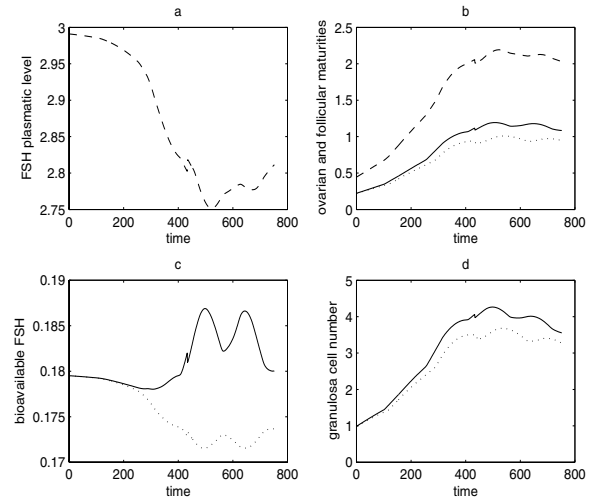 a
FSH plasmatic level
3
2.95
2.9
2.85
2.8
2.75
0 200 400 600 800
time
b
ovarian and follicular maturities
2.5
2
1.5
1
0.5
0
0 200 400 600 800
time
c
bioavailable FSH
0.19
0.185
0.18
0.175
0.17
0 200 400 600 800
time
d
granulosa cell number
5
4
3
2
1
0
0 200 400 600 800
time